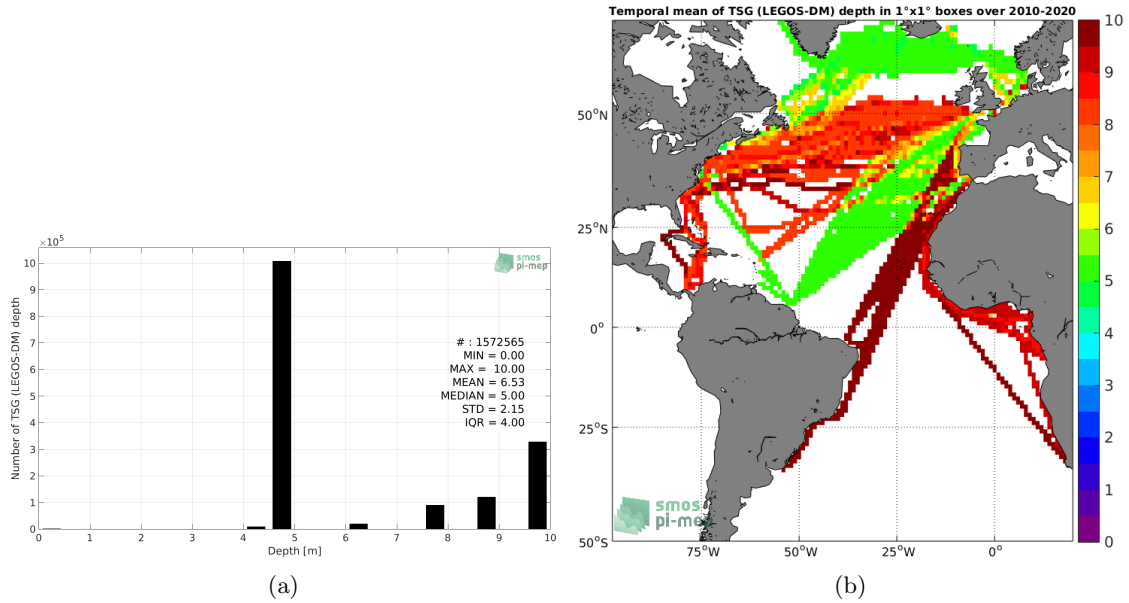 Temporal mean of TSG (LEGOS-DM) depth in 1°x1° boxes over 2010-2020
×10⁵
Number of TSG (LEGOS-DM) depth
10
9
8
7
6
5
4
3
2
1
0
smos
pi-mep
# : 1572565
MIN = 0.00
MAX = 10.00
MEAN = 6.53
MEDIAN = 5.00
STD = 2.15
IQR = 4.00
0 1 2 3 4 5 6 7 8 9 10
Depth [m]
(a)
50°N
25°N
0°
25°S
50°S
75°W 50°W 25°W 0°
smos
pi-mep
10
9
8
7
6
5
4
3
2
1
0
(b)